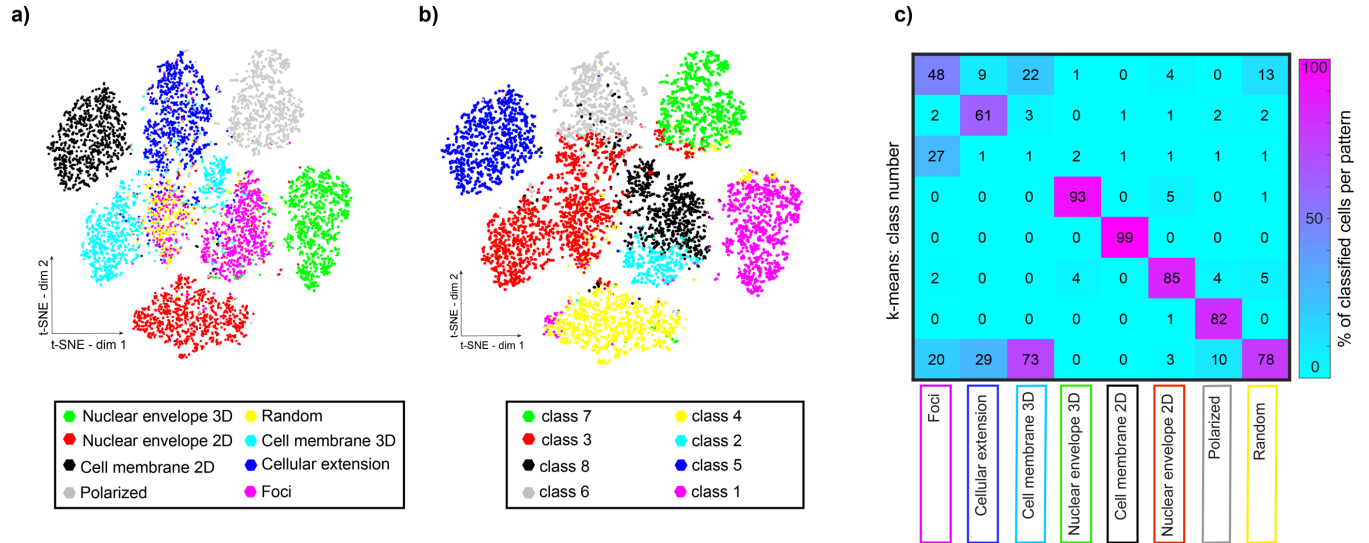 a)
b)
c)
t-SNE - dim 2
t-SNE - dim 1
t-SNE - dim 2
t-SNE - dim 1
Nuclear envelope 3D
Random
Nuclear envelope 2D
Cell membrane 3D
Cell membrane 2D
Cellular extension
Polarized
Foci
class 7
class 4
class 3
class 2
class 8
class 5
class 6
class 1
k-means: class number
48 9 22 1 0 4 0 13
2 61 3 0 1 1 2 2
27 1 1 2 1 1 1 1
0 0 0 93 0 5 0 1
0 0 0 0 99 0 0 0
2 0 0 4 0 85 4 5
0 0 0 0 0 1 82 0
20 29 73 0 0 3 10 78
Foci
Cellular extension
Cell membrane 3D
Nuclear envelope 3D
Cell membrane 2D
Nuclear envelope 2D
Polarized
Random
100
50
0
% of classified cells per pattern